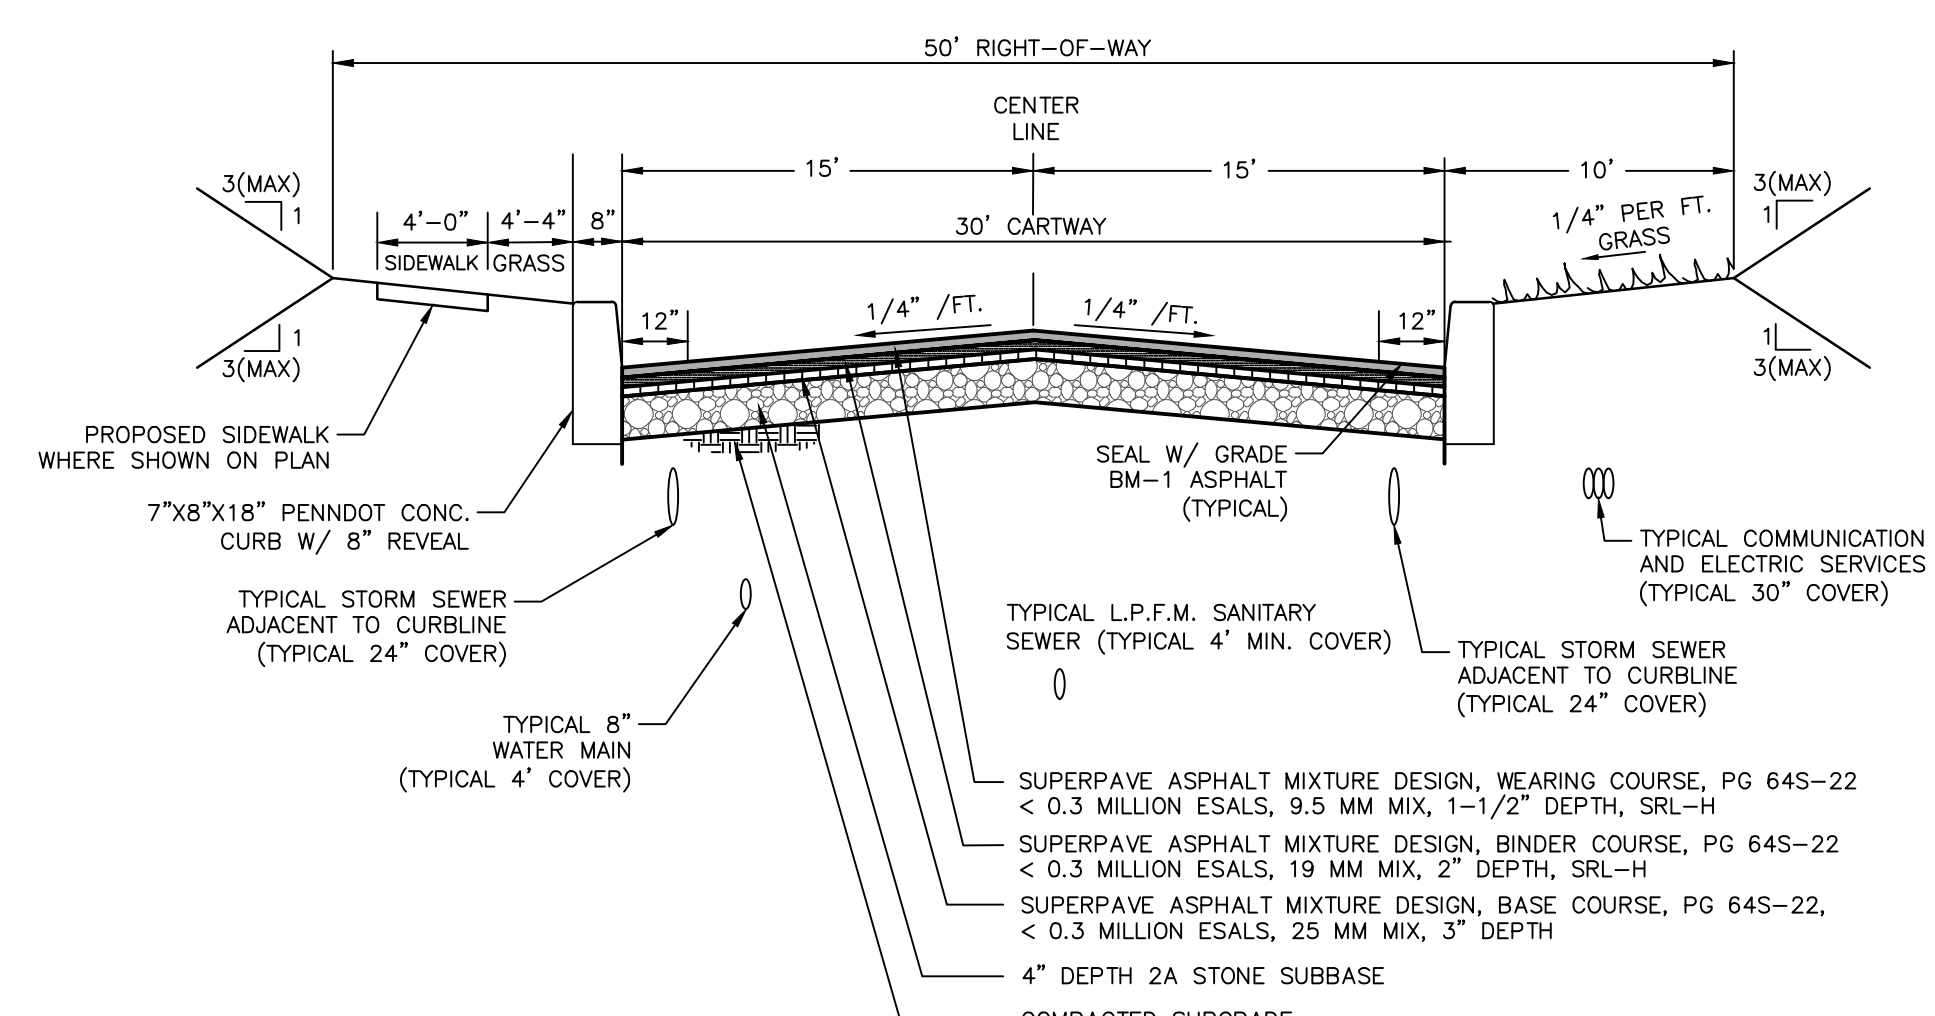 50' RIGHT-OF-WAY
CENTER
LINE
15'
15'
10'
3(MAX)
1
4'-0"
4'-4"
8"
30' CARTWAY
1/4" PER FT.
GRASS
3(MAX)
1
SIDEWALK
GRASS
12"
1/4" /FT.
1/4" /FT.
12"
1
3(MAX)
1
3(MAX)
PROPOSED SIDEWALK
WHERE SHOWN ON PLAN
7"X8"X18" PENNDOT CONC.
CURB W/ 8" REVEAL
SEAL W/ GRADE
BM-1 ASPHALT
(TYPICAL)
TYPICAL COMMUNICATION
AND ELECTRIC SERVICES
(TYPICAL 30" COVER)
TYPICAL STORM SEWER
ADJACENT TO CURBLINE
(TYPICAL 24" COVER)
TYPICAL L.P.F.M. SANITARY
SEWER (TYPICAL 4' MIN. COVER)
TYPICAL STORM SEWER
ADJACENT TO CURBLINE
(TYPICAL 24" COVER)
TYPICAL 8"
WATER MAIN
(TYPICAL 4' COVER)
SUPERPAVE ASPHALT MIXTURE DESIGN, WEARING COURSE, PG 64S-22
< 0.3 MILLION ESALS, 9.5 MM MIX, 1-1/2" DEPTH, SRL-H
SUPERPAVE ASPHALT MIXTURE DESIGN, BINDER COURSE, PG 64S-22
< 0.3 MILLION ESALS, 19 MM MIX, 2" DEPTH, SRL-H
SUPERPAVE ASPHALT MIXTURE DESIGN, BASE COURSE, PG 64S-22,
< 0.3 MILLION ESALS, 25 MM MIX, 3" DEPTH
4" DEPTH 2A STONE SUBBASE